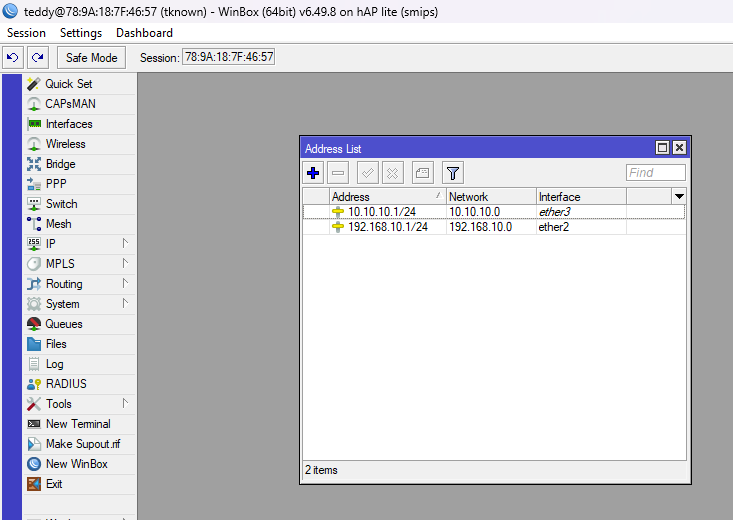 teddy@78:9A:18:7F:46:57 (tknown) - WinBox (64bit) v6.49.8 on hAP lite (smips)
Session Settings Dashboard
Safe Mode Session: 78:9A:18:7F:46:57
Quick Set
CAPsMAN
Interfaces
Wireless
Bridge
PPP
Switch
Mesh
IP
MPLS
Routing
System
Queues
Files
Log
RADIUS
Tools
New Terminal
Make Supout.rif
New WinBox
Exit
Address List
Find
Address Network Interface
10.10.10.1/24 10.10.10.0 ether3
192.168.10.1/24 192.168.10.0 ether2
2 items